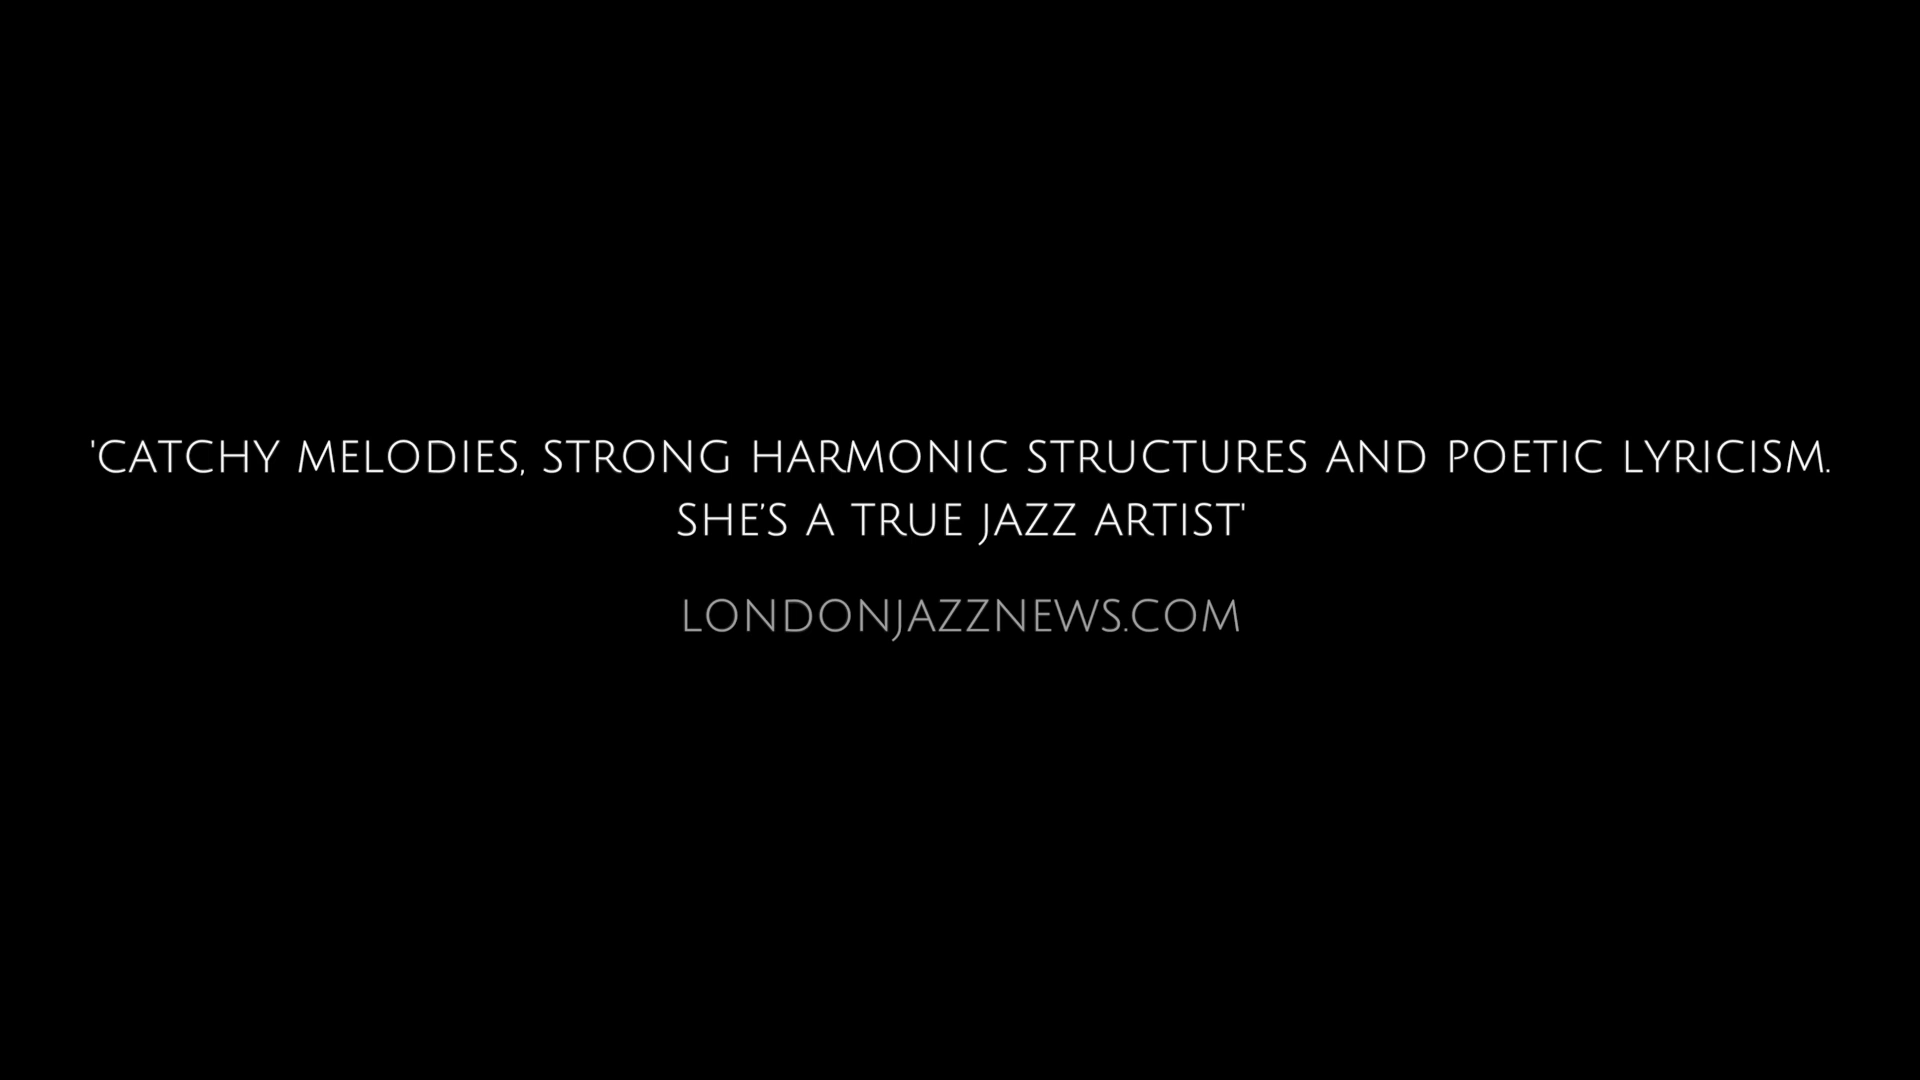 'CATCHY MELODIES, STRONG HARMONIC STRUCTURES AND POETIC LYRICISM.
SHE’S A TRUE JAZZ ARTIST'
LONDONJAZZNEWS.COM